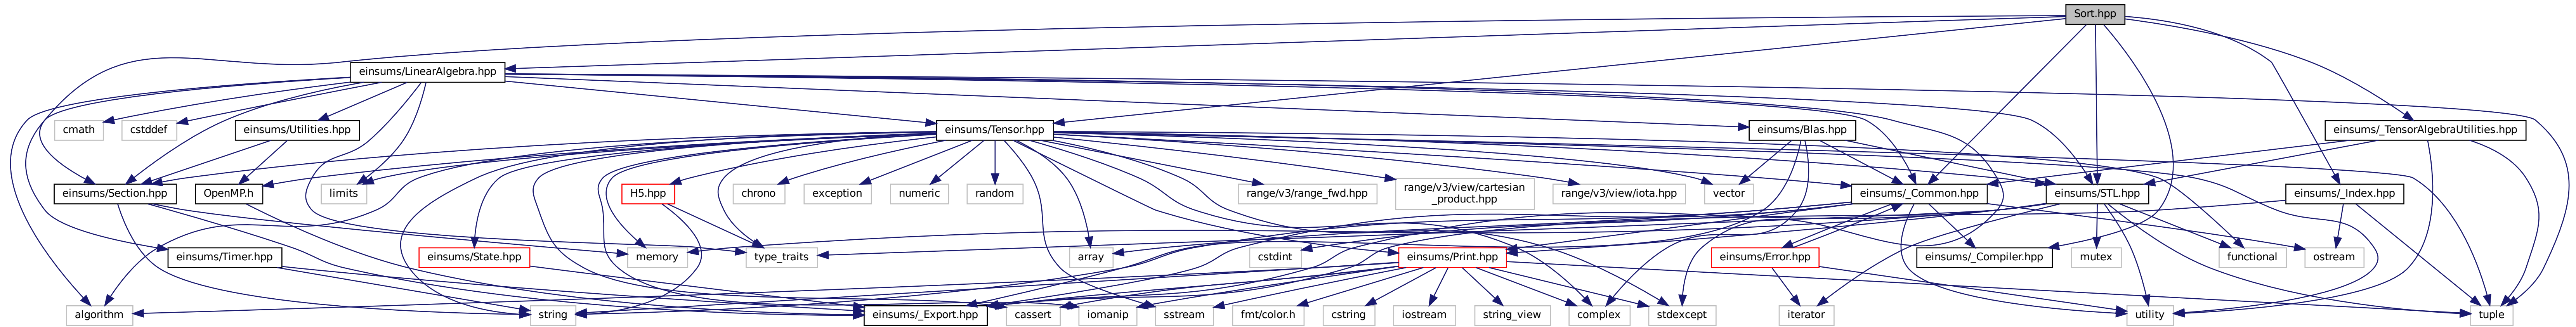 Sort.hpp
einsums/LinearAlgebra.hpp
cmath
cstddef
einsums/Utilities.hpp
einsums/Tensor.hpp
einsums/Blas.hpp
einsums/_TensorAlgebraUtilities.hpp
einsums/Section.hpp
OpenMP.h
limits
H5.hpp
chrono
exception
numeric
random
range/v3/range_fwd.hpp
range/v3/view/cartesian
_product.hpp
range/v3/view/iota.hpp
vector
einsums/_Common.hpp
einsums/STL.hpp
einsums/_Index.hpp
einsums/Timer.hpp
einsums/State.hpp
memory
type_traits
array
cstdint
einsums/Print.hpp
einsums/Error.hpp
einsums/_Compiler.hpp
mutex
functional
ostream
algorithm
string
einsums/_Export.hpp
cassert
iomanip
sstream
fmt/color.h
cstring
iostream
string_view
complex
stdexcept
iterator
utility
tuple